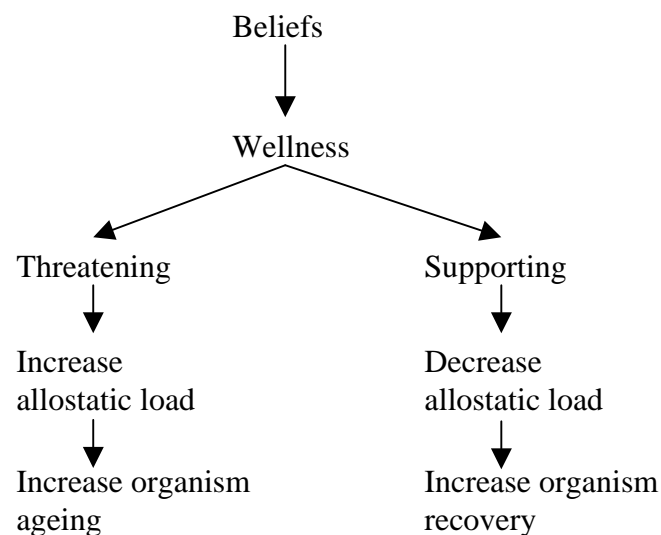 Beliefs
Wellness
Threatening
Supporting
Increase
allostatic load
Decrease
allostatic load
Increase organism
ageing
Increase organism
recovery